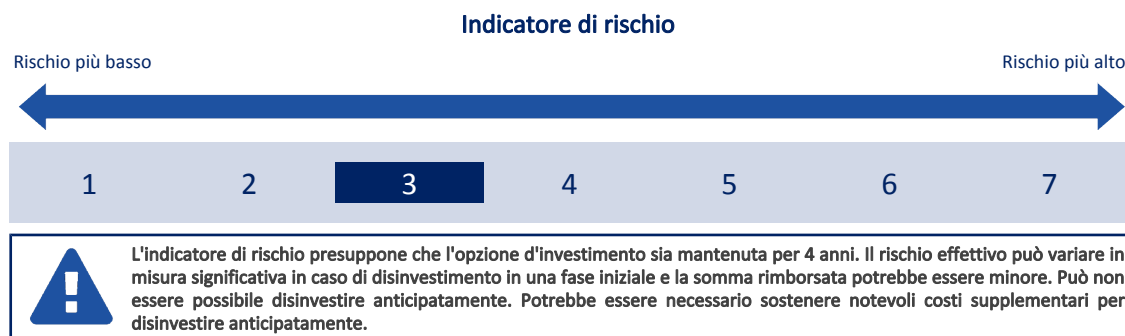 Indicatore di rischio
Rischio più basso
Rischio più alto
1 2 3 4 5 6 7
L'indicatore di rischio presuppone che l'opzione d'investimento sia mantenuta per 4 anni. Il rischio effettivo può variare in
misura significativa in caso di disinvestimento in una fase iniziale e la somma rimborsata potrebbe essere minore. Può non
essere possibile disinvestire anticipatamente. Potrebbe essere necessario sostenere notevoli costi supplementari per
disinvestire anticipatamente.